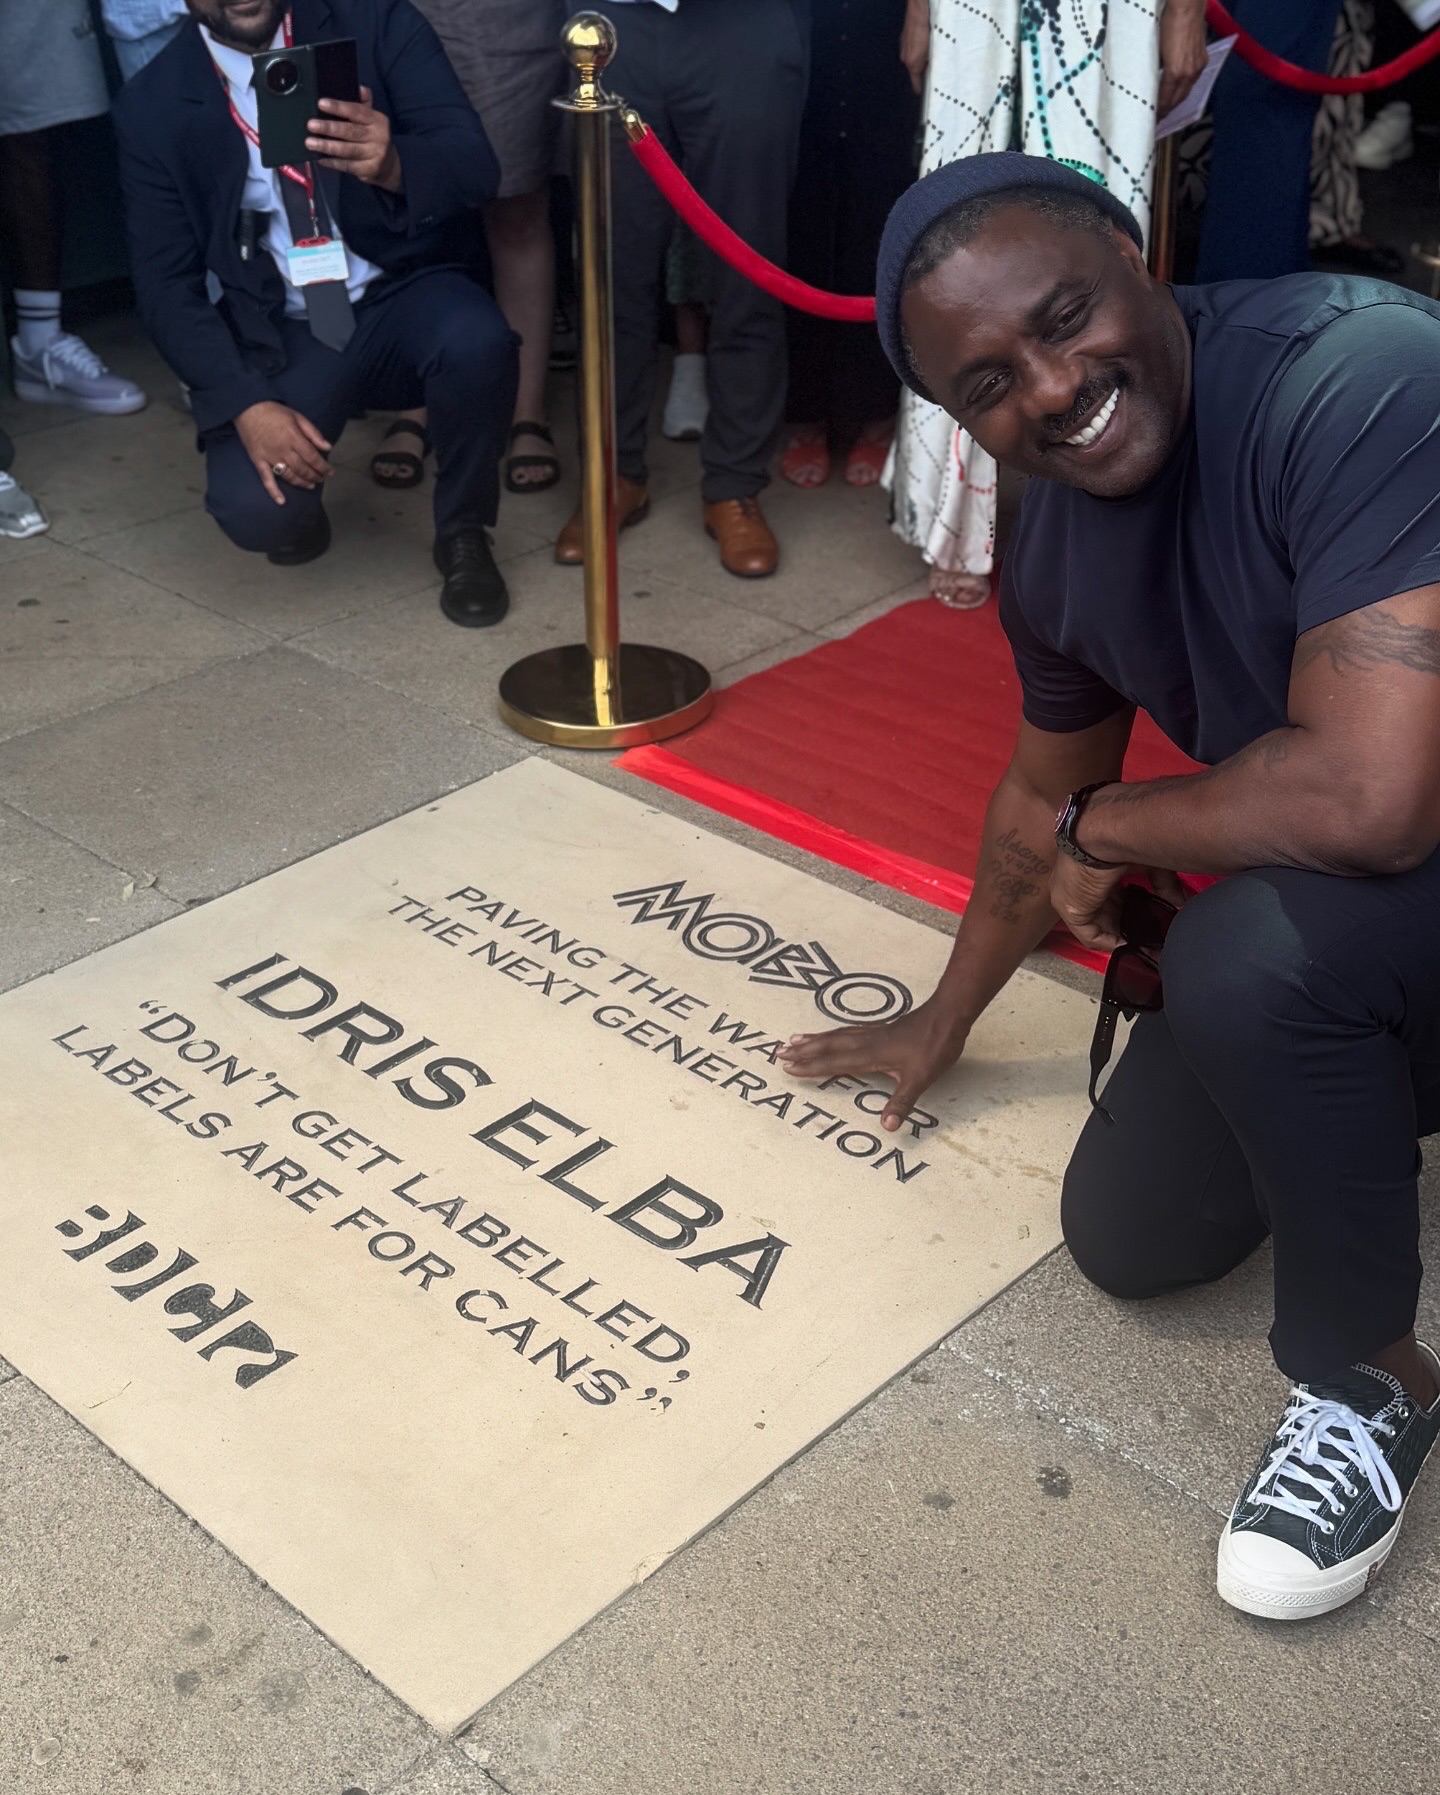 MOBO
PAVING THE WAY FOR
THE NEXT GENERATION
IDRIS ELBA
“DON’T GET LABELLED,
LABELS ARE FOR CANS”